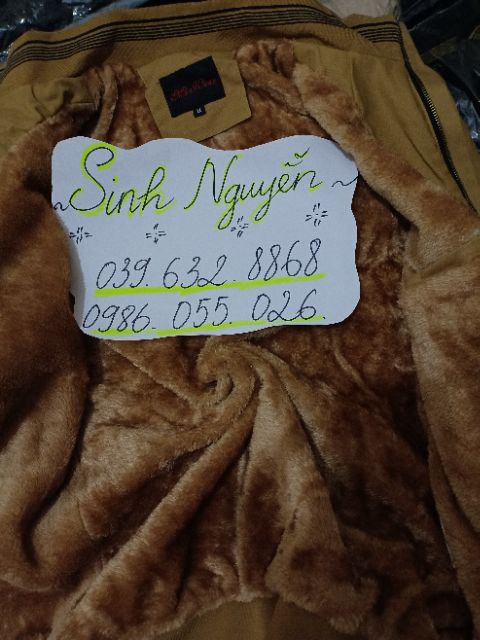 M
~ Sinh Nguyễn ~
039. 632. 8868
0986. 055. 026.